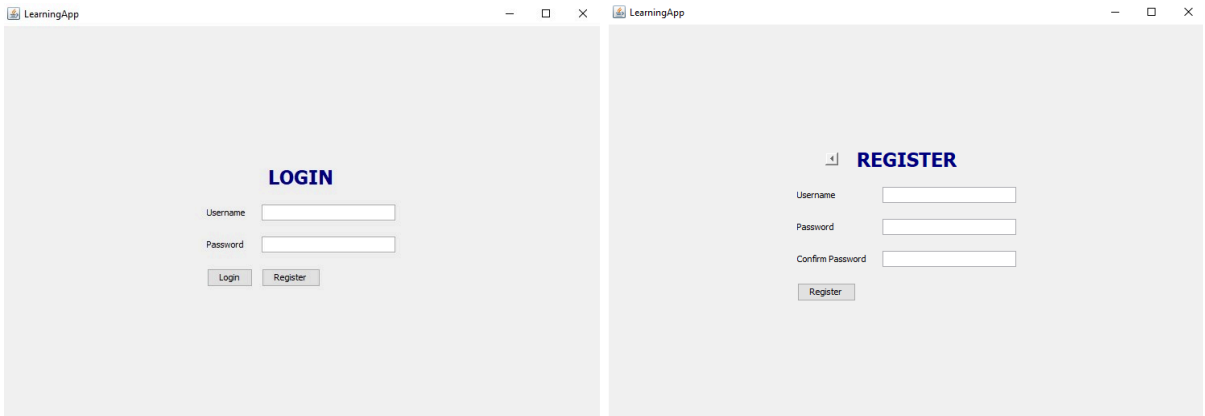 LearningApp
LOGIN
Username
Password
Login Register
LearningApp
REGISTER
Username
Password
Confirm Password
Register